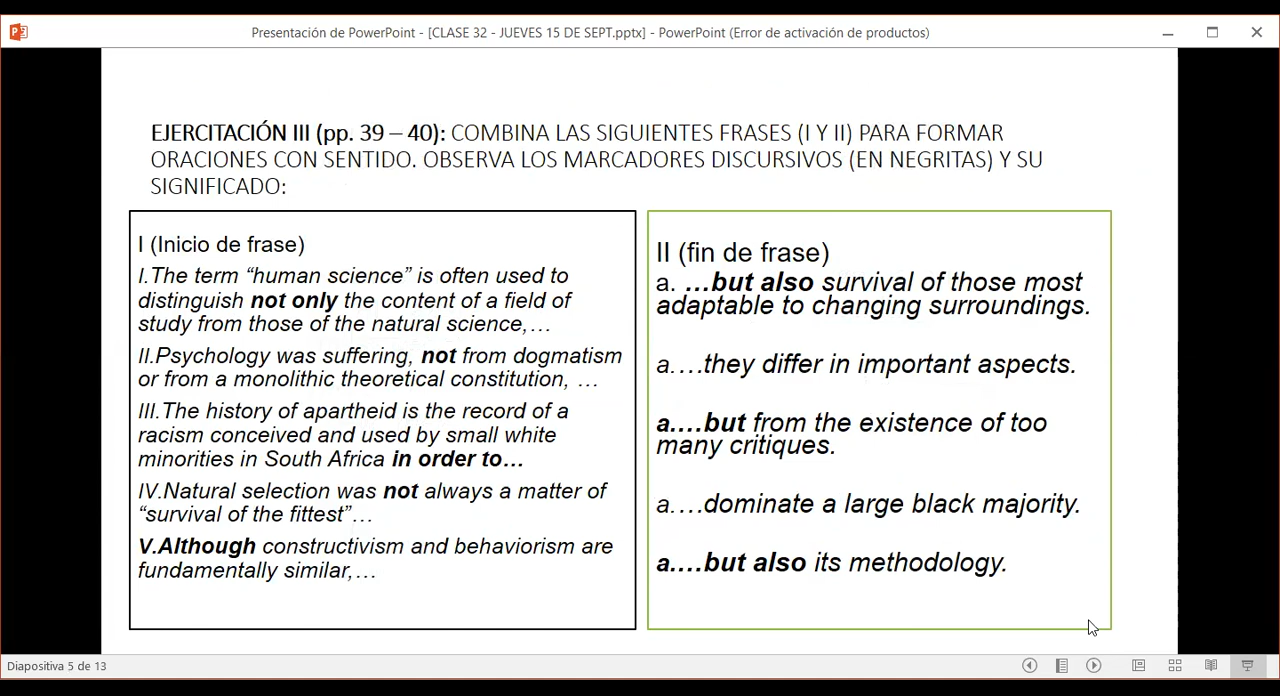 Presentación de PowerPoint - [CLASE 32 - JUEVES 15 DE SEPT.pptx] - PowerPoint (Error de activación de productos)
EJERCITACIÓN III (pp. 39 – 40): COMBINA LAS SIGUIENTES FRASES (I Y II) PARA FORMAR
ORACIONES CON SENTIDO. OBSERVA LOS MARCADORES DISCURSIVOS (EN NEGRITAS) Y SU
SIGNIFICADO:
I (Inicio de frase)
I.The term “human science” is often used to
distinguish not only the content of a field of
study from those of the natural science,…
II.Psychology was suffering, not from dogmatism
or from a monolithic theoretical constitution, …
III.The history of apartheid is the record of a
racism conceived and used by small white
minorities in South Africa in order to…
IV.Natural selection was not always a matter of
“survival of the fittest”…
V.Although constructivism and behaviorism are
fundamentally similar,…
II (fin de frase)
a. …but also survival of those most
adaptable to changing surroundings.
a.…they differ in important aspects.
a.…but from the existence of too
many critiques.
a.…dominate a large black majority.
a.…but also its methodology.
Diapositiva 5 de 13